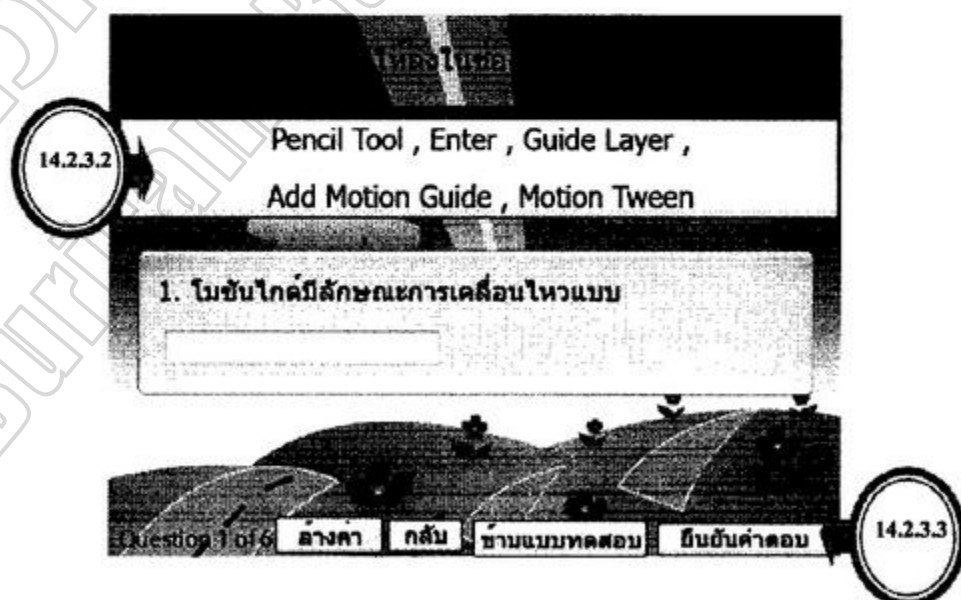 14.2.3.2
Pencil Tool , Enter , Guide Layer ,
Add Motion Guide , Motion Tween
1. โมชันไกด์มีลักษณะการเคลื่อนไหวแบบ
Question 1 of 6 ล้างค่า กลับ ข้ามแบบทดสอบ ยืนยันคำตอบ
14.2.3.3